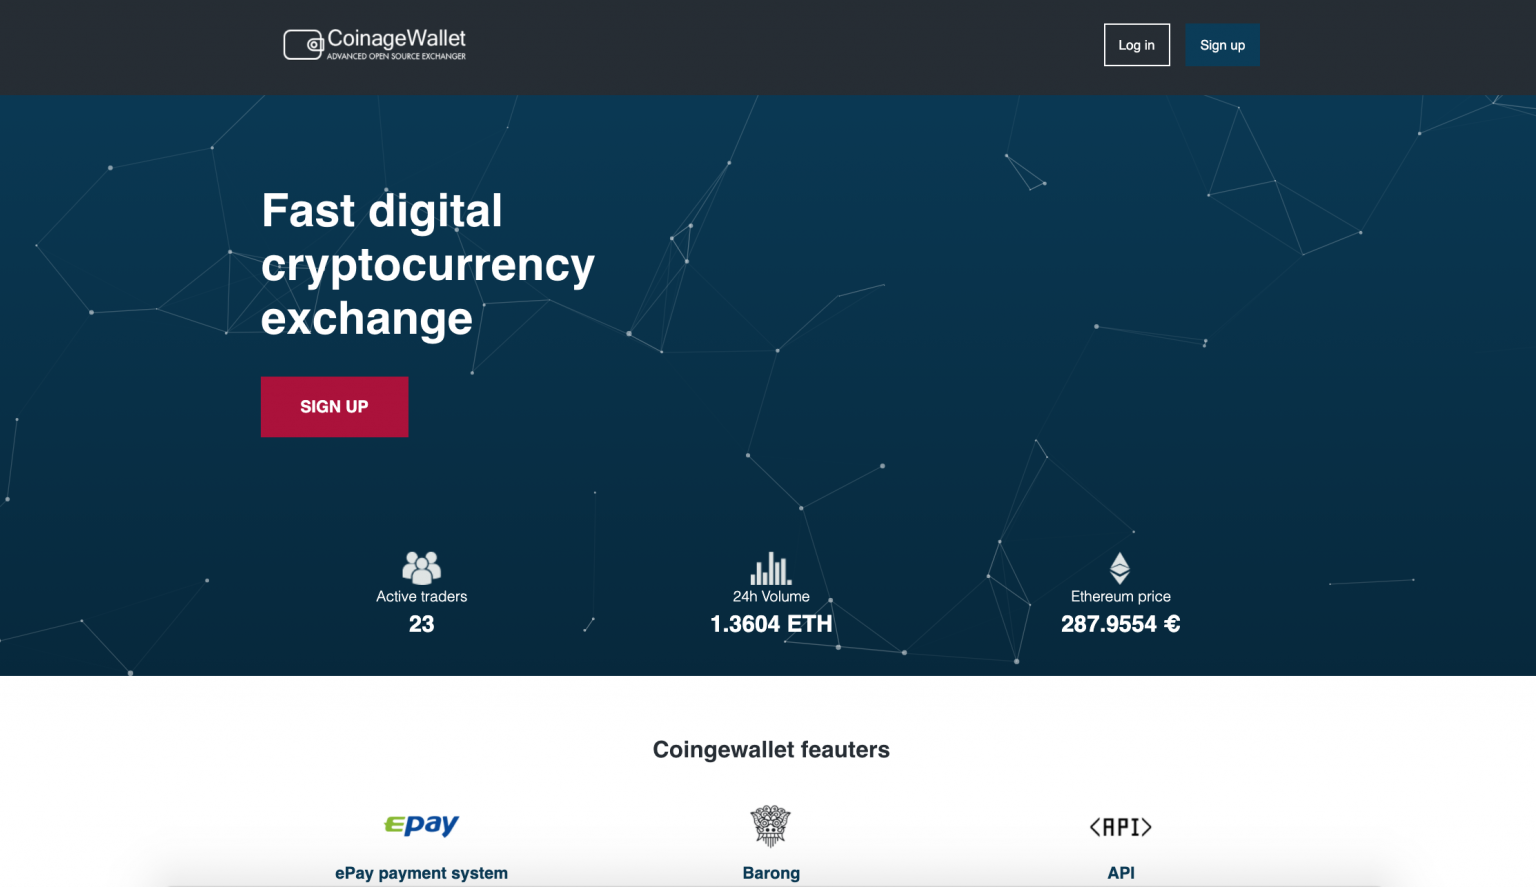 CoinageWallet
ADVANCED OPEN SOURCE EXCHANGER
Log in
Sign up
Fast digital
cryptocurrency
exchange
SIGN UP
Active traders
23
24h Volume
1.3604 ETH
Ethereum price
287.9554 €
Coingewallet feauters
epay
<API>
ePay payment system
Barong
API